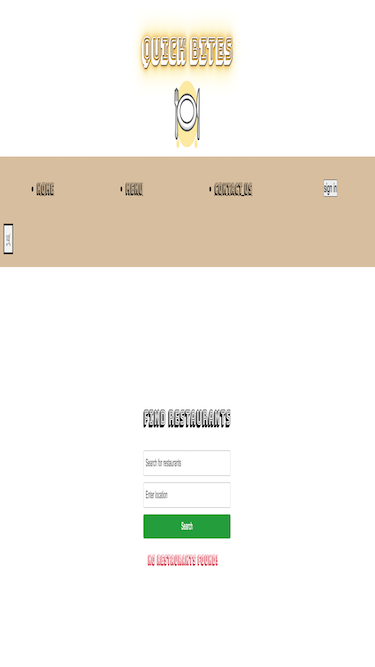 QUICK BITES
HOME
MENU
CONTACT US
sign in
FIND RESTAURANTS
Search for restaurants
Enter location
Search
NO RESTAURANTS FOUND!